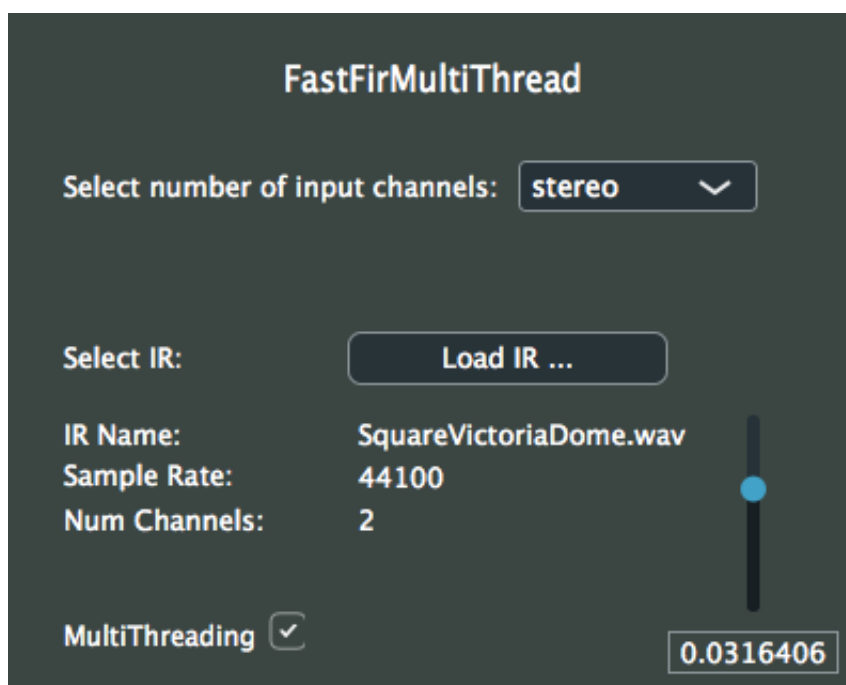 FastFirMultiThread
Select number of input channels: stereo
Select IR: Load IR ...
IR Name: SquareVictoriaDome.wav
Sample Rate: 44100
Num Channels: 2
MultiThreading
0.0316406